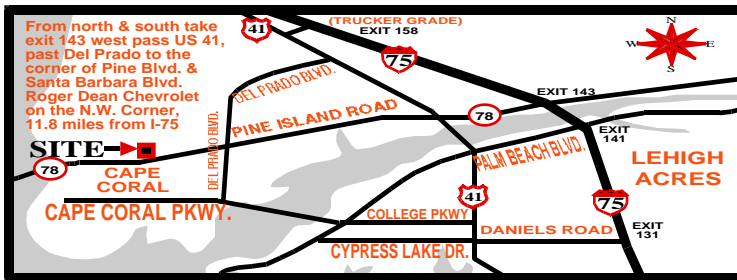 From north & south take
exit 143 west pass US 41,
past Del Prado to the
corner of Pine Blvd. &
Santa Barbara Blvd.
Roger Dean Chevrolet
on the N.W. Corner,
11.8 miles from I-75
41
(TRUCKER GRADE)
EXIT 158
75
N
W E
S
DEL PRADO BLVD.
EXIT 143
PINE ISLAND ROAD
78
DEL PRADO BLVD.
EXIT
141
SITE
PALM BEACH BLVD.
LEHIGH
ACRES
78
CAPE
CORAL
41
75
CAPE CORAL PKWY.
COLLEGE PKWY
DANIELS ROAD
EXIT
131
CYPRESS LAKE DR.